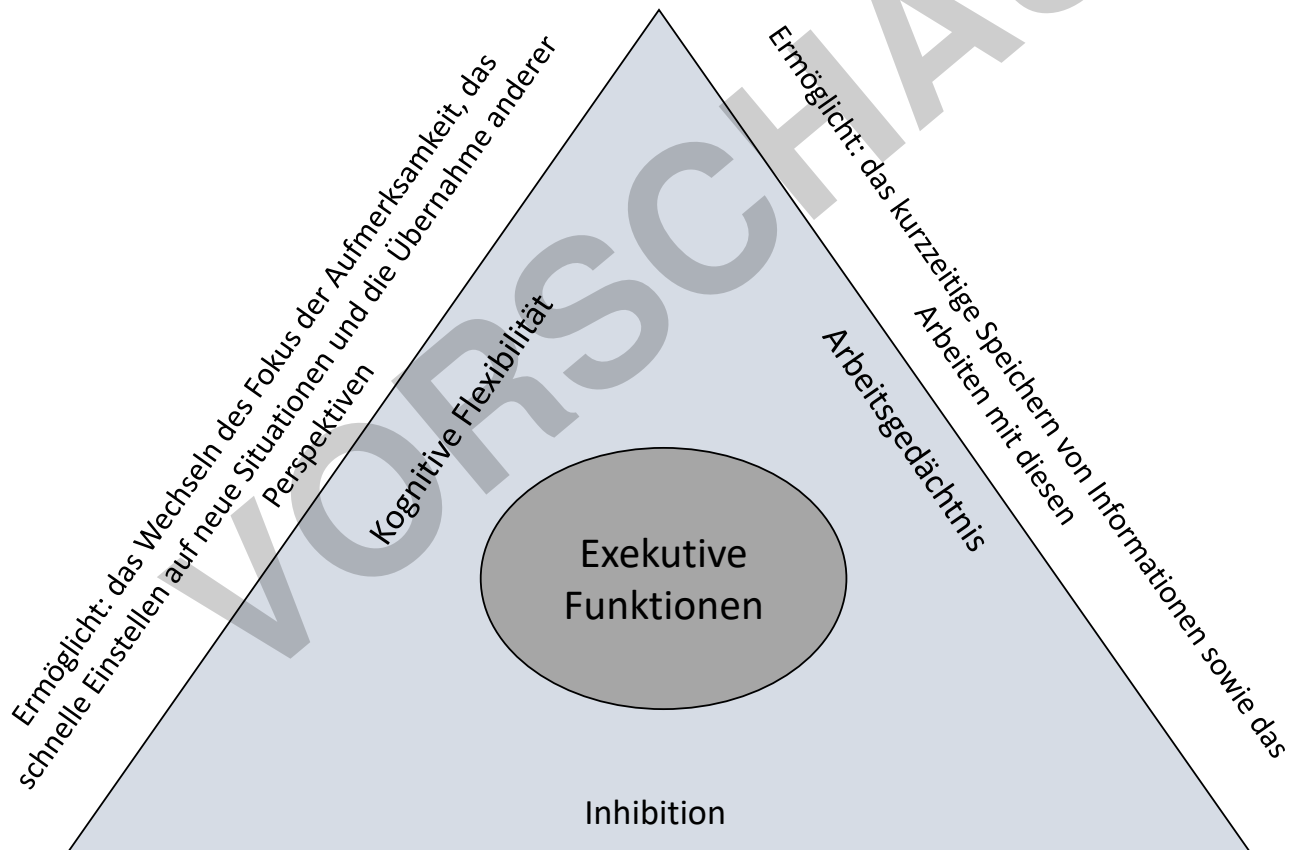 Ermöglicht: das Wechseln des Fokus der Aufmerksamkeit, das
schnelle Einstellen auf neue Situationen und die Übernahme anderer
Perspektiven
Kognitive Flexibilität
Ermöglicht: das kurzzeitige Speichern von Informationen sowie das
Arbeiten mit diesen
Arbeitsgedächtnis
Exekutive
Funktionen
Inhibition
VORSCHAU